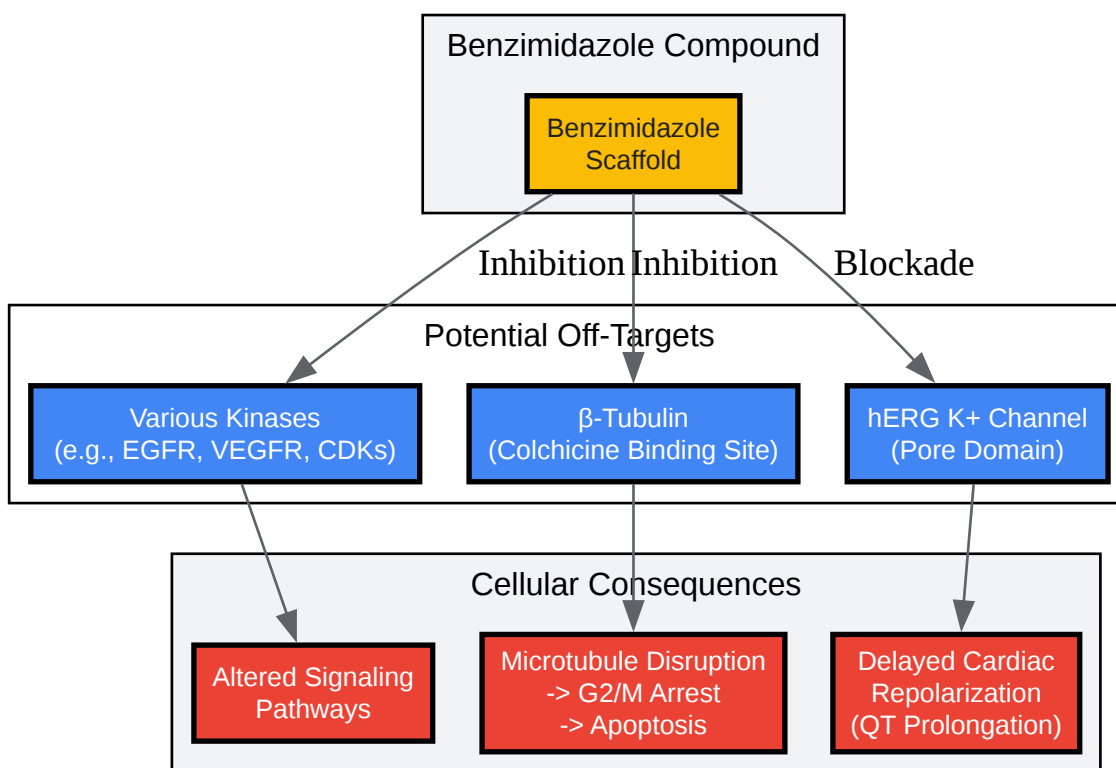 Benzimidazole Compound
Benzimidazole
Scaffold
Inhibition Inhibition Blockade
Potential Off-Targets
Various Kinases
(e.g., EGFR, VEGFR, CDKs)
β-Tubulin
(Colchicine Binding Site)
hERG K+ Channel
(Pore Domain)
Cellular Consequences
Altered Signaling
Pathways
Microtubule Disruption
-> G2/M Arrest
-> Apoptosis
Delayed Cardiac
Repolarization
(QT Prolongation)